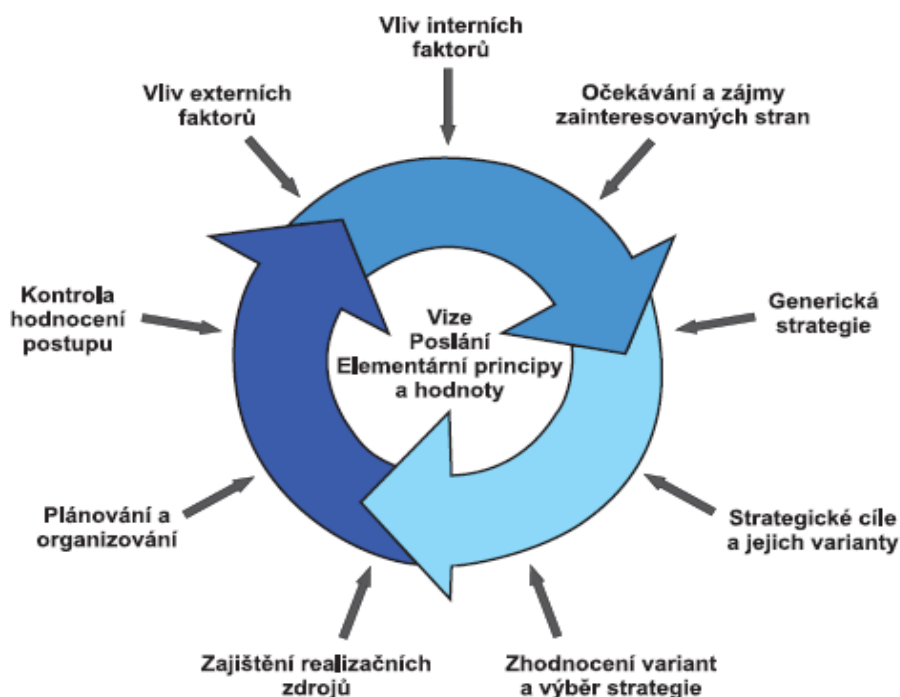 Vliv interních
faktorů
Vliv externích
faktorů
Očekávání a zájmy
zainteresovaných stran
Kontrola
hodnocení
postupu
Vize
Poslání
Elementární principy
a hodnoty
Generická
strategie
Plánování a
organizování
Strategické cíle
a jejich varianty
Zajištění realizačních
zdrojů
Zhodnocení variant
a výběr strategie